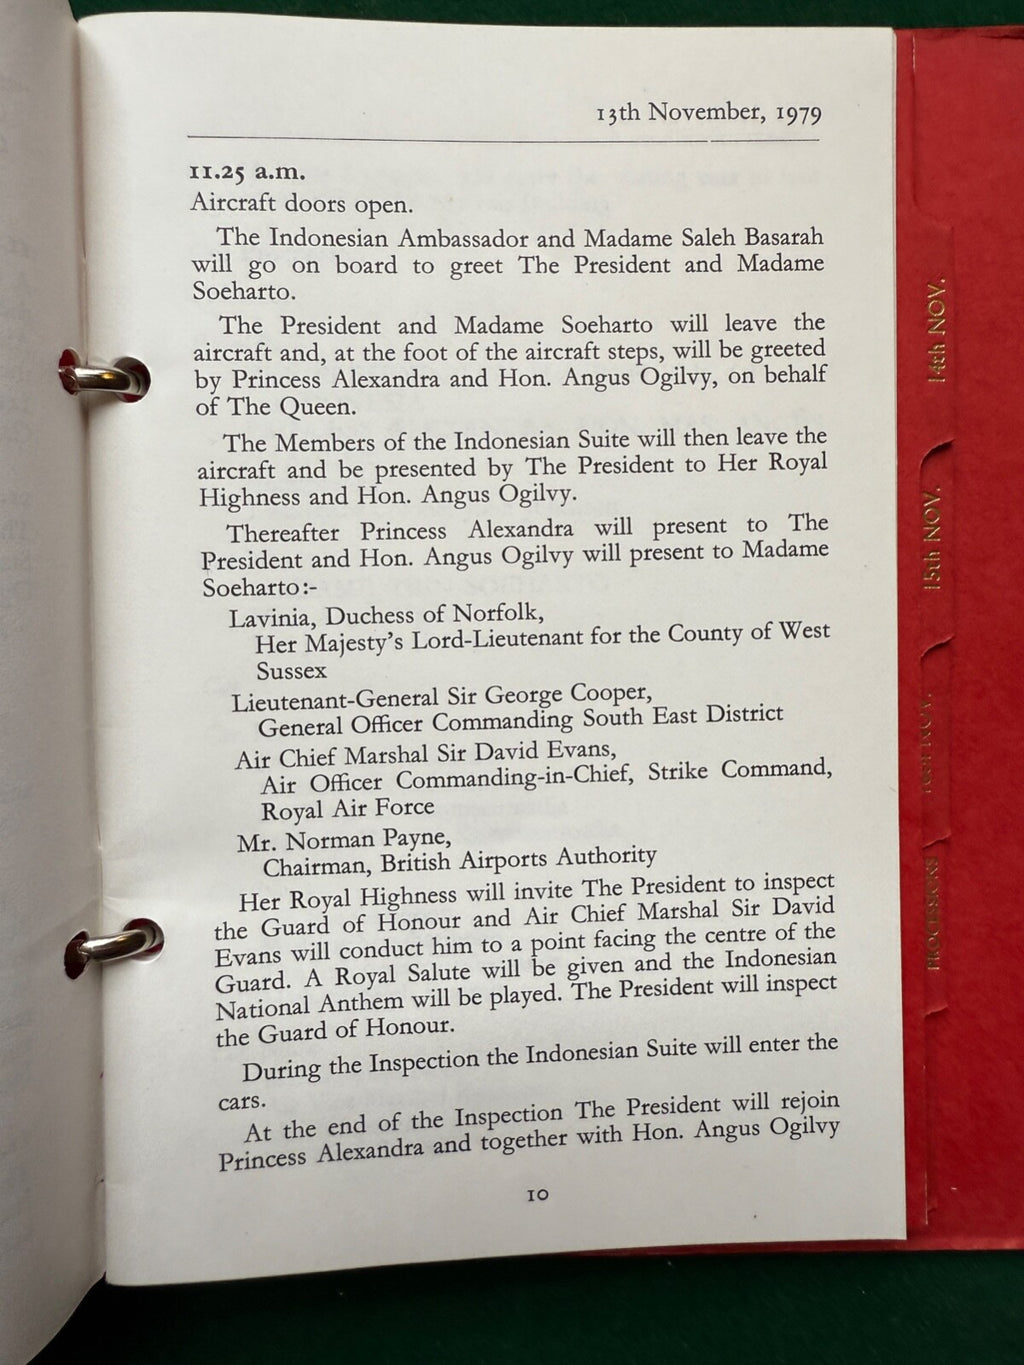 13th November, 1979
11.25 a.m.
Aircraft doors open.
The Indonesian Ambassador and Madame Saleh Basarah
will go on board to greet The President and Madame
Soeharto.
The President and Madame Soeharto will leave the
aircraft and, at the foot of the aircraft steps, will be greeted
by Princess Alexandra and Hon. Angus Ogilvy, on behalf
of The Queen.
The Members of the Indonesian Suite will then leave the
aircraft and be presented by The President to Her Royal
Highness and Hon. Angus Ogilvy.
Thereafter Princess Alexandra will present to The
President and Hon. Angus Ogilvy will present to Madame
Soeharto:-
Lavinia, Duchess of Norfolk,
Her Majesty's Lord-Lieutenant for the County of West
Sussex
Lieutenant-General Sir George Cooper,
General Officer Commanding South East District
Air Chief Marshal Sir David Evans,
Air Officer Commanding-in-Chief, Strike Command,
Royal Air Force
Mr. Norman Payne,
Chairman, British Airports Authority
Her Royal Highness will invite The President to inspect
the Guard of Honour and Air Chief Marshal Sir David
Evans will conduct him to a point facing the centre of the
Guard. A Royal Salute will be given and the Indonesian
National Anthem will be played. The President will inspect
the Guard of Honour.
During the Inspection the Indonesian Suite will enter the
cars.
At the end of the Inspection The President will rejoin
Princess Alexandra and together with Hon. Angus Ogilvy
10
14th NOV.
15th NOV.
NOV.
PROCESSIONS